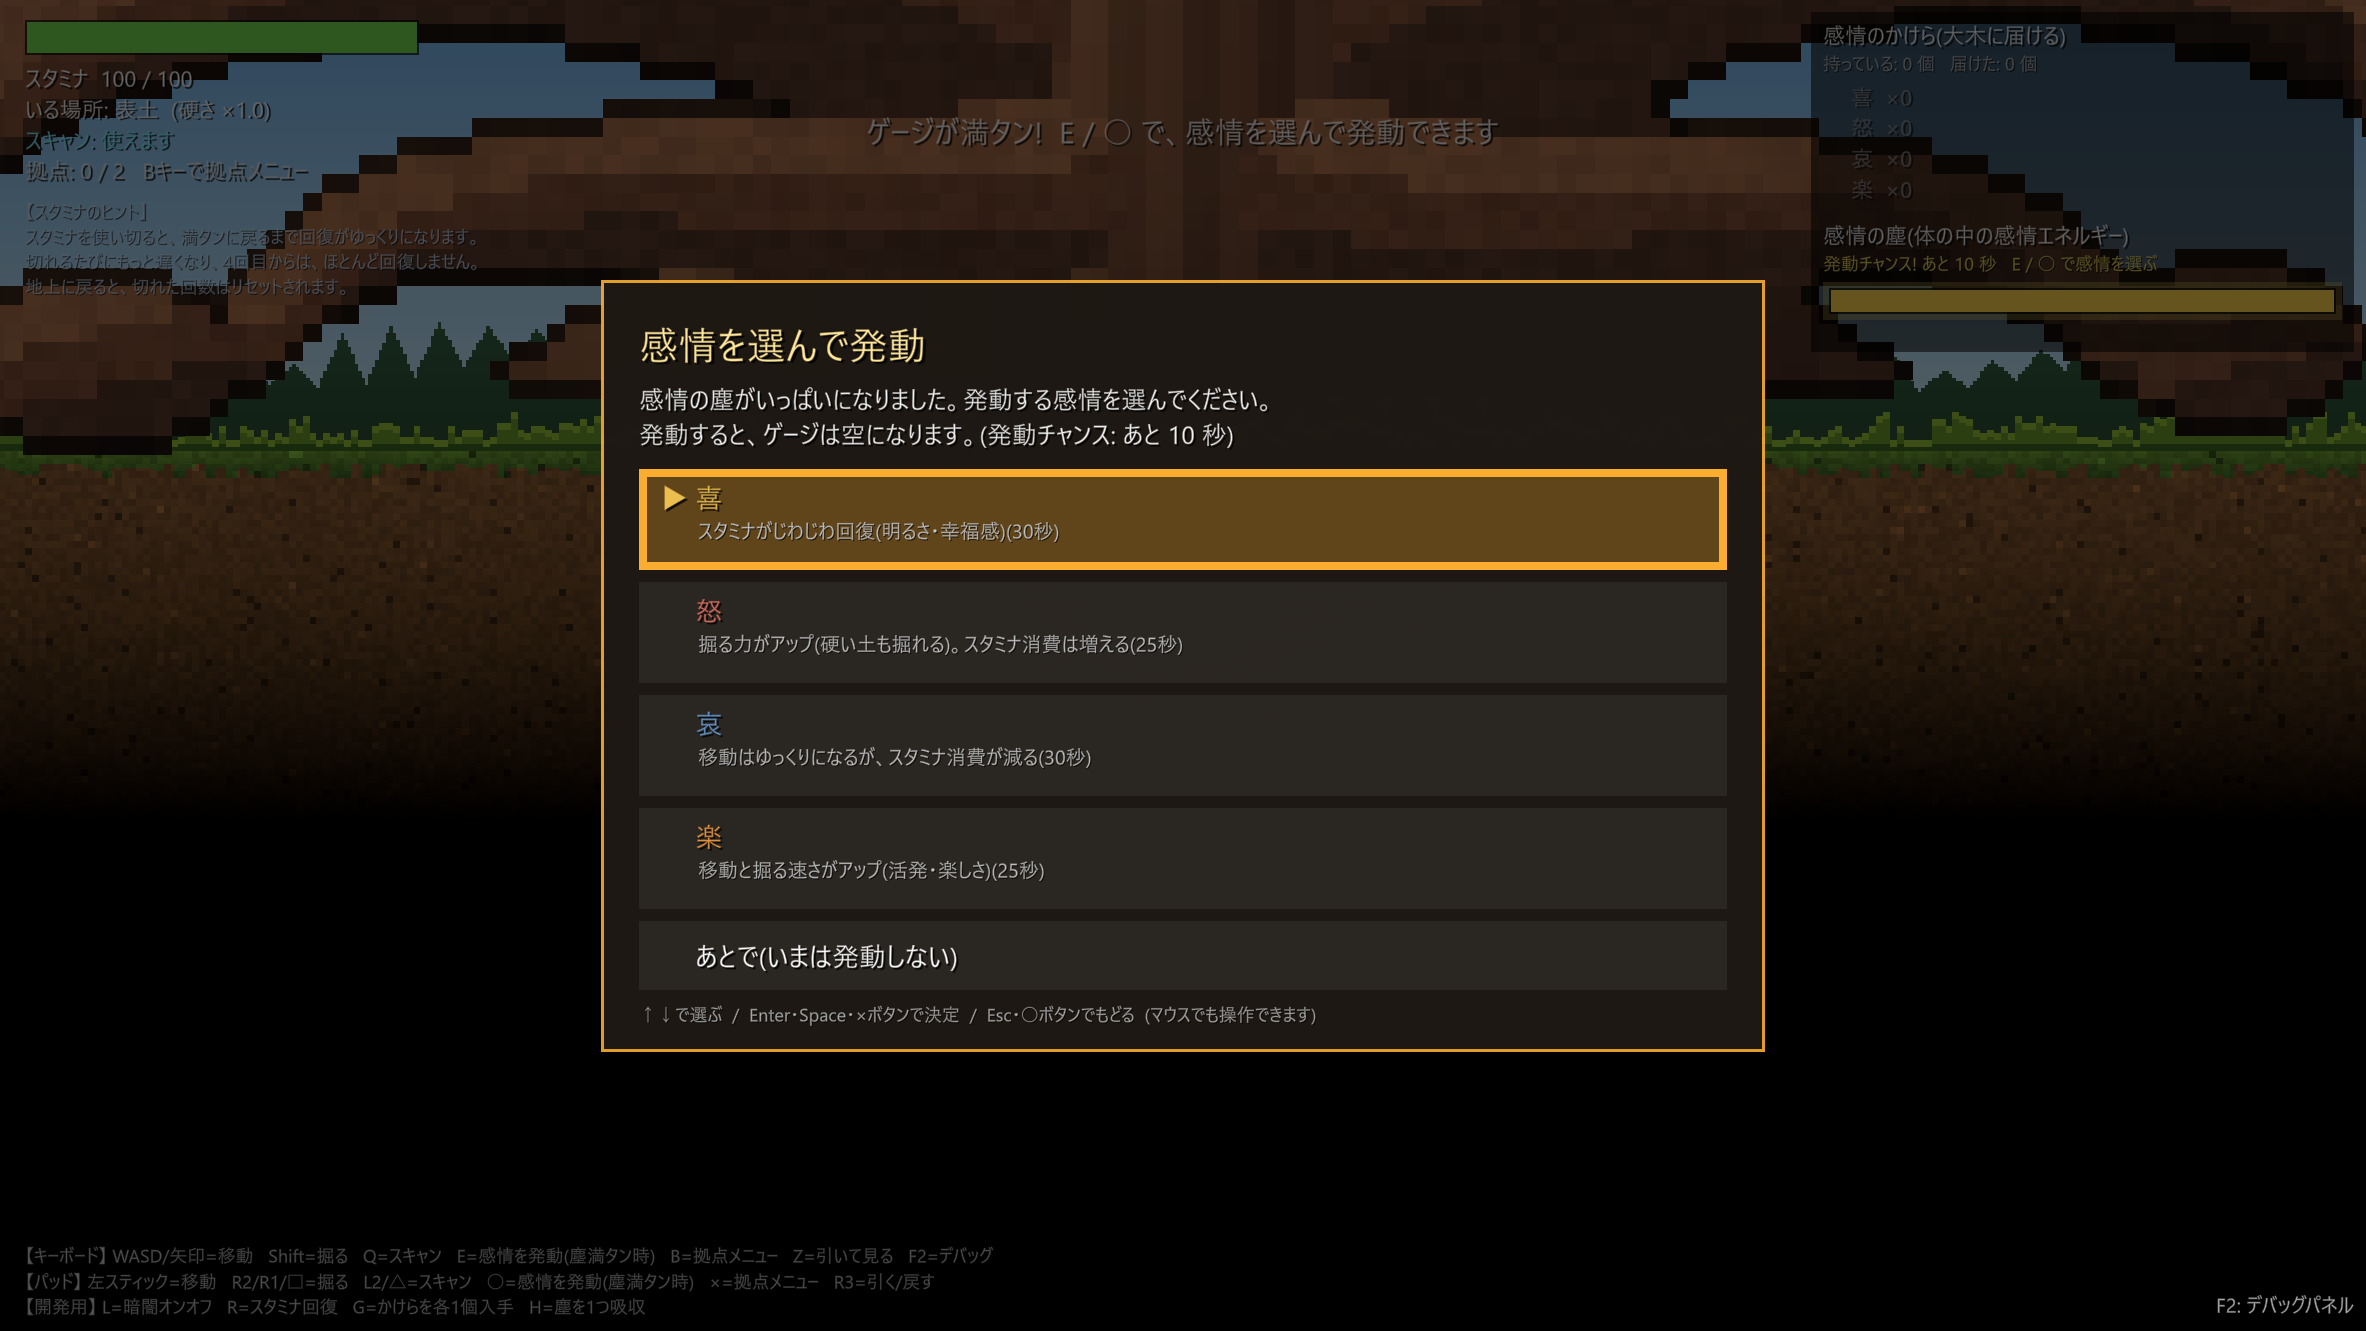 スタミナ 100 / 100
いる場所: 表土 (硬さ ×1.0)
スキャン: 使えます
拠点: 0 / 2 Bキーで拠点メニュー
[スタミナのヒント]
スタミナを使い切ると、満タンに戻るまで回復がゆっくりになります。
切れるたびにもっと遅くなり、4回目からは、ほとんど回復しません。
地上に戻ると、切れた回数はリセットされます。
ゲージが満タン! E / ○ で、感情を選んで発動できます
感情のかけら(大木に届ける)
持っている: 0 個 届けた: 0 個
喜 ×0
怒 ×0
哀 ×0
楽 ×0
感情の塵(体の中の感情エネルギー)
発動チャンス! あと 10 秒 E / ○ で感情を選ぶ
感情を選んで発動
感情の塵がいっぱいになりました。発動する感情を選んでください。
発動すると、ゲージは空になります。(発動チャンス: あと 10 秒)
▶ 喜
スタミナがじわじわ回復(明るさ・幸福感)(30秒)
怒
掘る力がアップ(硬い土も掘れる)。スタミナ消費は増える(25秒)
哀
移動はゆっくりになるが、スタミナ消費が減る(30秒)
楽
移動と掘る速さがアップ(活発・楽しさ)(25秒)
あとで(いまは発動しない)
↑↓で選ぶ / Enter・Space・×ボタンで決定 / Esc・○ボタンでもどる (マウスでも操作できます)
【キーボード】WASD/矢印=移動 Shift=掘る Q=スキャン E=感情を発動(塵満タン時) B=拠点メニュー Z=引いて見る F2=デバッグ
【パッド】左スティック=移動 R2/R1/□=掘る L2/△=スキャン ○=感情を発動(塵満タン時) ×=拠点メニュー R3=引く/戻す
【開発用】L=暗闇オンオフ R=スタミナ回復 G=かけらを各1個入手 H=塵を1つ吸収
F2: デバッグパネル